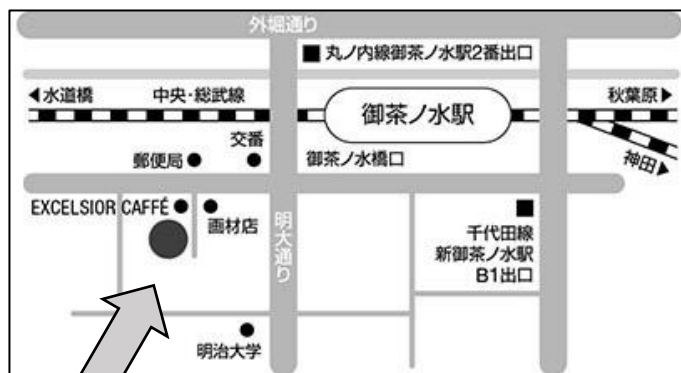 外堀通り
■丸ノ内線御茶ノ水駅2番出口
◀水道橋
中央・総武線
御茶ノ水駅
秋葉原▶
神田▶
交番
郵便局
御茶ノ水橋口
EXCELSIOR CAFFÉ
画材店
明大通り
千代田線
新御茶ノ水駅
B1出口
明治大学